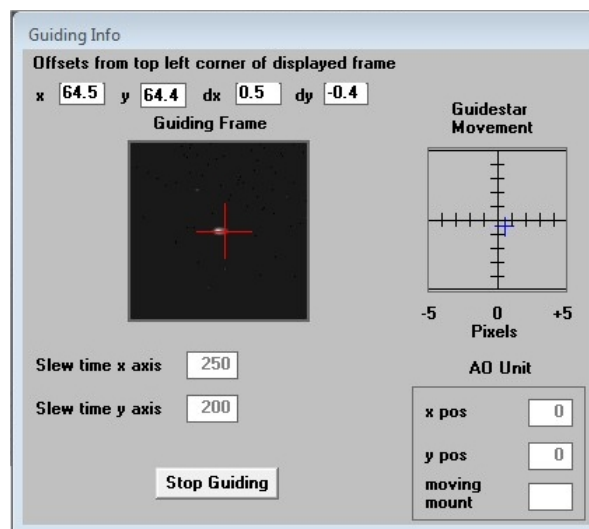 Guiding Info
Offsets from top left corner of displayed frame
x 64.5 y 64.4 dx 0.5 dy -0.4
Guiding Frame
Guidestar
Movement
-5 0 +5
Pixels
Slew time x axis 250
Slew time y axis 200
Stop Guiding
AO Unit
x pos 0
y pos 0
moving
mount